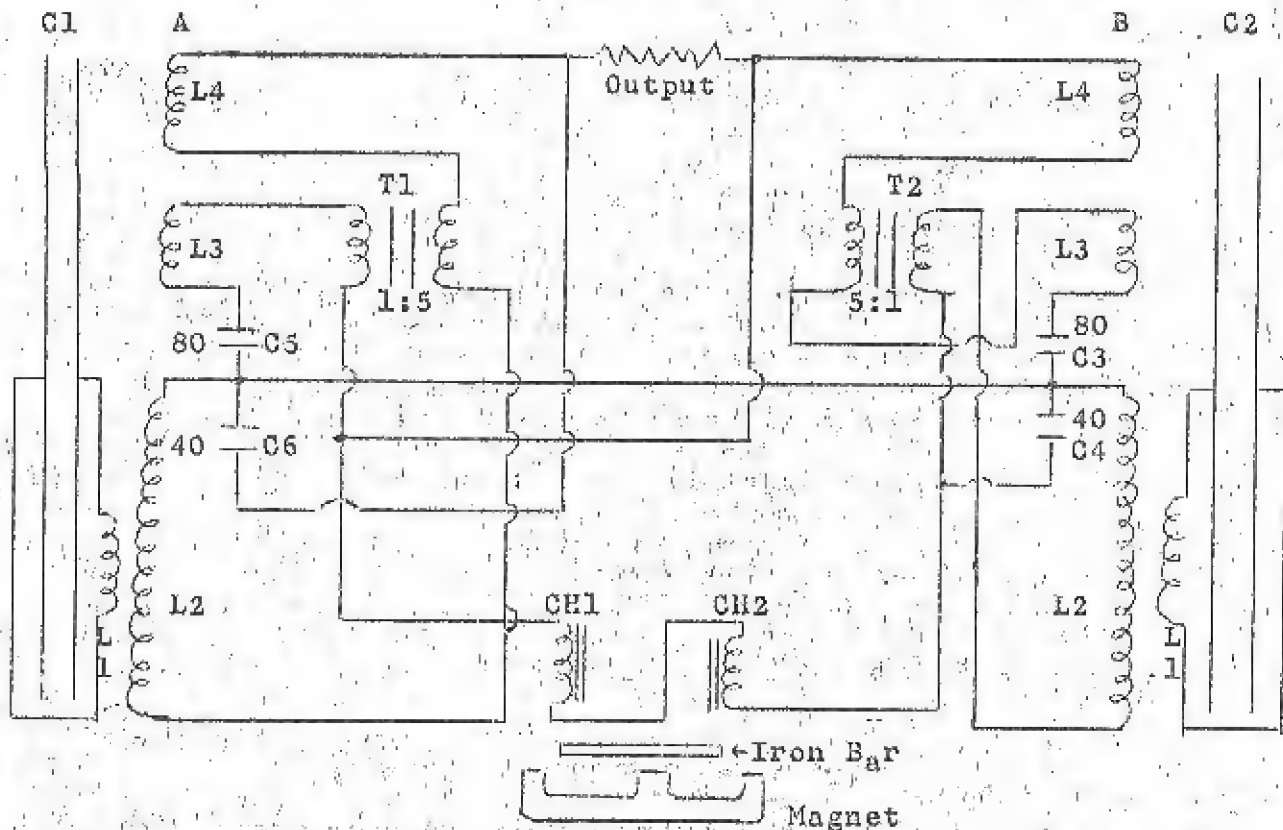 C1 A B C2
Output
L4 L4
T1 T2
L3 L3
1:5 5:1
80 C5 80
C3
40 C6 40
C4
L2 CH1 CH2 L2
L
1
L
1
←Iron Bar
Magnet